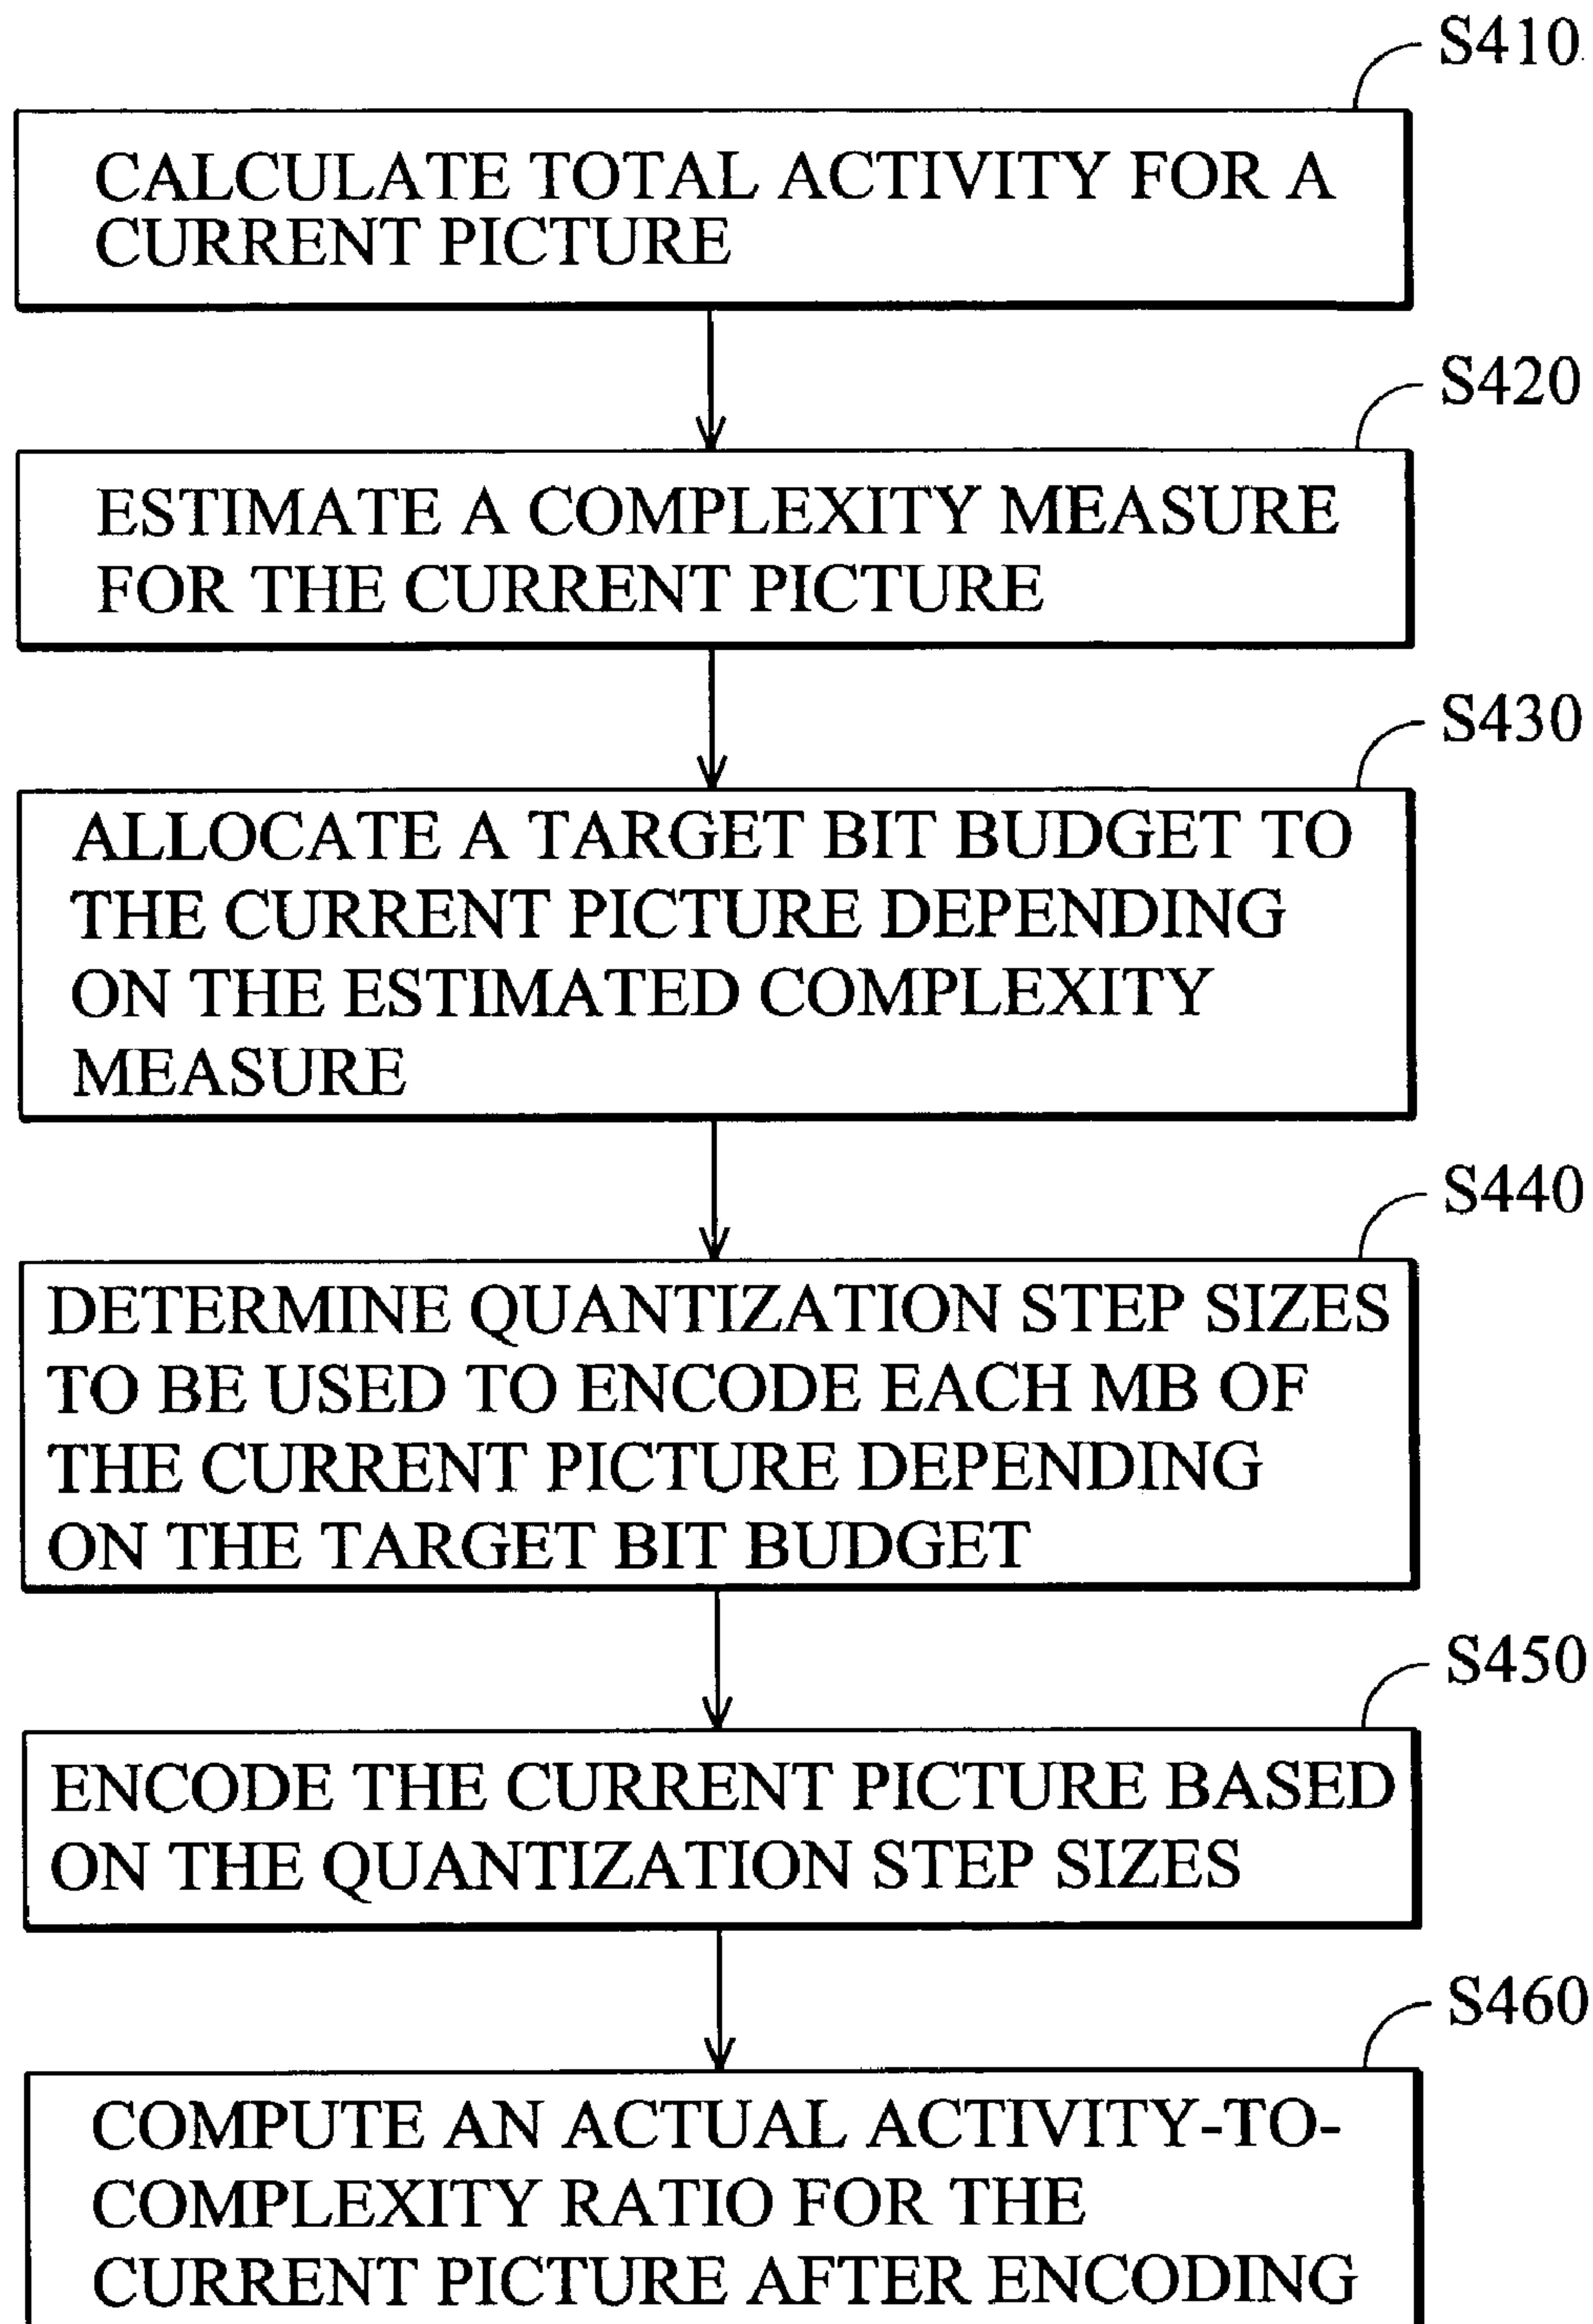 S410
CALCULATE TOTAL ACTIVITY FOR A
CURRENT PICTURE
S420
ESTIMATE A COMPLEXITY MEASURE
FOR THE CURRENT PICTURE
S430
ALLOCATE A TARGET BIT BUDGET TO
THE CURRENT PICTURE DEPENDING
ON THE ESTIMATED COMPLEXITY
MEASURE
S440
DETERMINE QUANTIZATION STEP SIZES
TO BE USED TO ENCODE EACH MB OF
THE CURRENT PICTURE DEPENDING
ON THE TARGET BIT BUDGET
S450
ENCODE THE CURRENT PICTURE BASED
ON THE QUANTIZATION STEP SIZES
S460
COMPUTE AN ACTUAL ACTIVITY-TO-
COMPLEXITY RATIO FOR THE
CURRENT PICTURE AFTER ENCODING